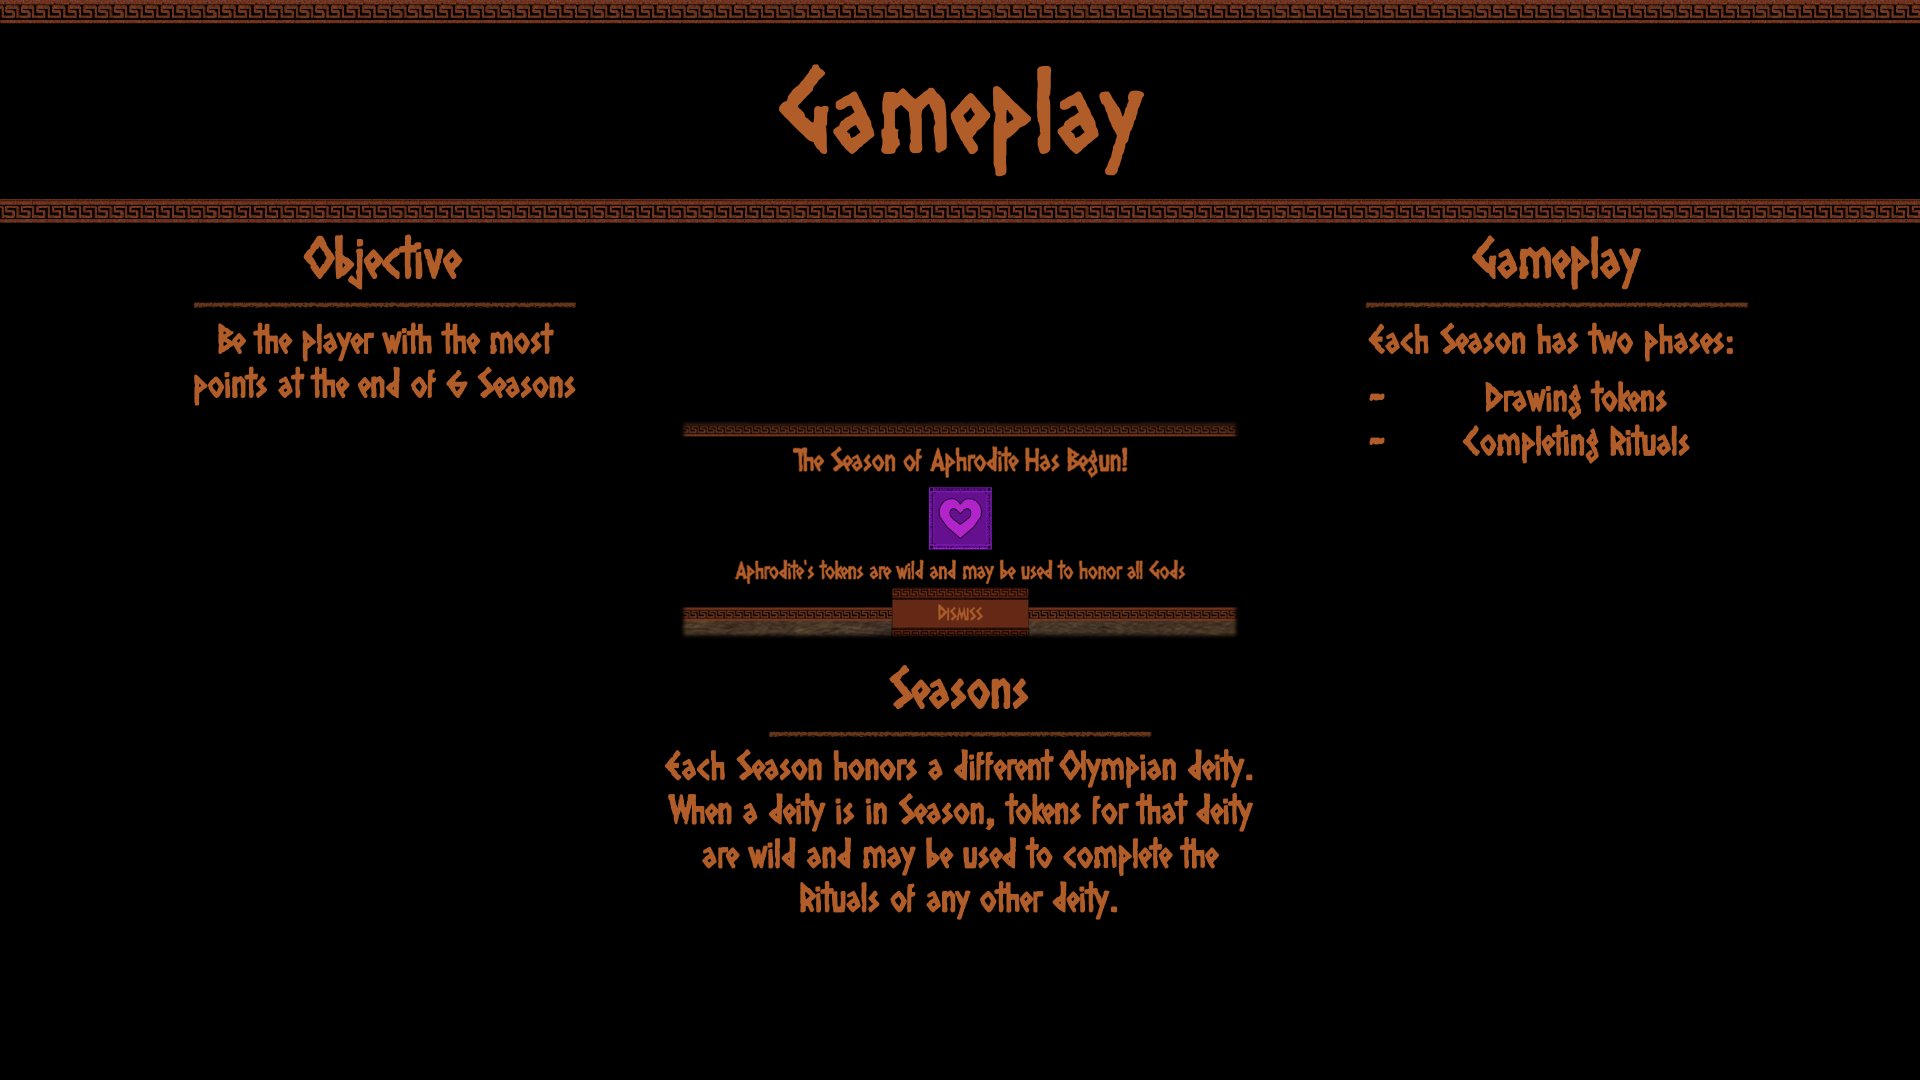 Gameplay
Objective
Be the player with the most
points at the end of 6 Seasons
The Season of Aphrodite Has Begun!
Aphrodite's tokens are wild and may be used to honor all Gods
Dismiss
Seasons
Each Season honors a different Olympian deity.
When a deity is in Season, tokens for that deity
are wild and may be used to complete the
Rituals of any other deity.
Gameplay
Each Season has two phases:
- Drawing tokens
- Completing Rituals